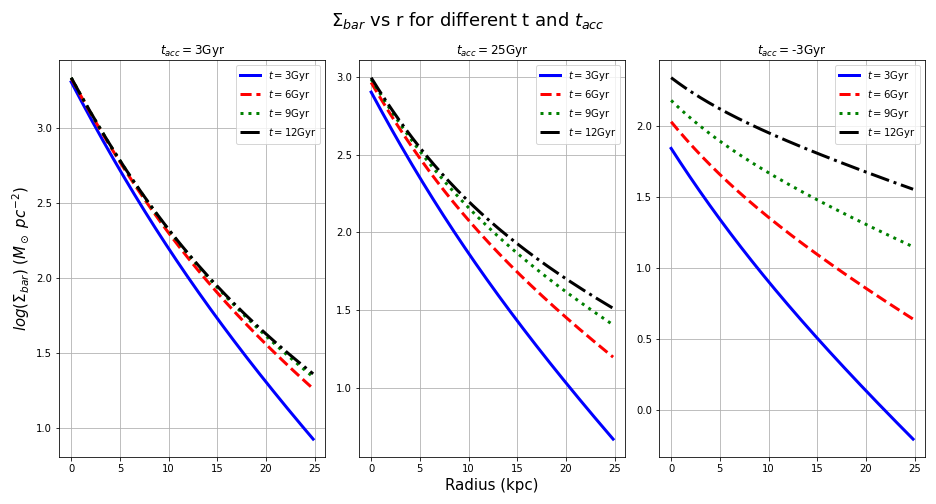 Σ_bar vs r for different t and t_acc
t_acc = 3Gyr
t_acc = 25Gyr
t_acc = -3Gyr
log(Σ_bar) (M_⊙ pc⁻²)
3.0
2.5
2.0
1.5
1.0
0
5
10
15
20
25
t = 3Gyr
t = 6Gyr
t = 9Gyr
t = 12Gyr
3.0
2.5
2.0
1.5
1.0
0
5
10
15
20
25
t = 3Gyr
t = 6Gyr
t = 9Gyr
t = 12Gyr
2.0
1.5
1.0
0.5
0.0
0
5
10
15
20
25
t = 3Gyr
t = 6Gyr
t = 9Gyr
t = 12Gyr
Radius (kpc)